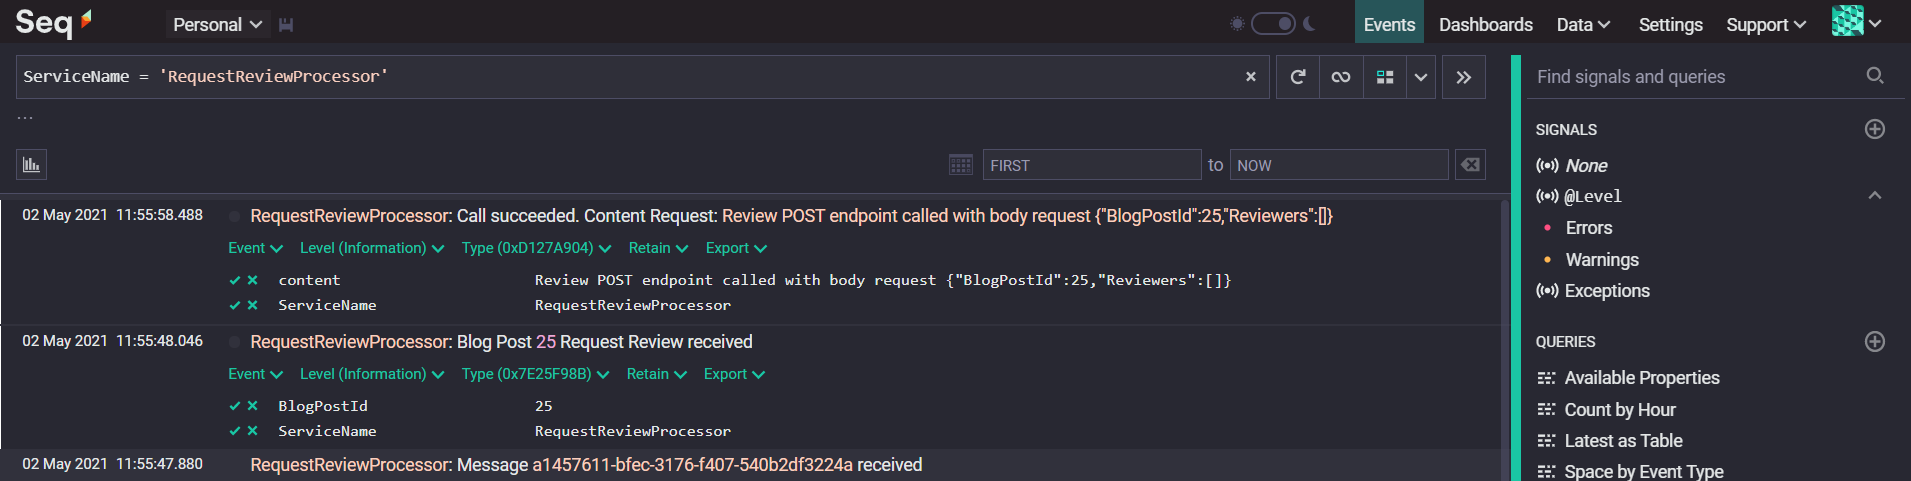 Seq Personal Events Dashboards Data Settings Support
ServiceName = 'RequestReviewProcessor'
...
FIRST to NOW
02 May 2021 11:55:58.488 RequestReviewProcessor: Call succeeded. Content Request: Review POST endpoint called with body request {"BlogPostId":25,"Reviewers":[]}
Event Level (Information) Type (0xD127A904) Retain Export
content Review POST endpoint called with body request {"BlogPostId":25,"Reviewers":[]}
ServiceName RequestReviewProcessor
02 May 2021 11:55:48.046 RequestReviewProcessor: Blog Post 25 Request Review received
Event Level (Information) Type (0x7E25F98B) Retain Export
BlogPostId 25
ServiceName RequestReviewProcessor
02 May 2021 11:55:47.880 RequestReviewProcessor: Message a1457611-bfec-3176-f407-540b2df3224a received
Find signals and queries
SIGNALS
None
@Level
Errors
Warnings
Exceptions
QUERIES
Available Properties
Count by Hour
Latest as Table
Space by Event Type